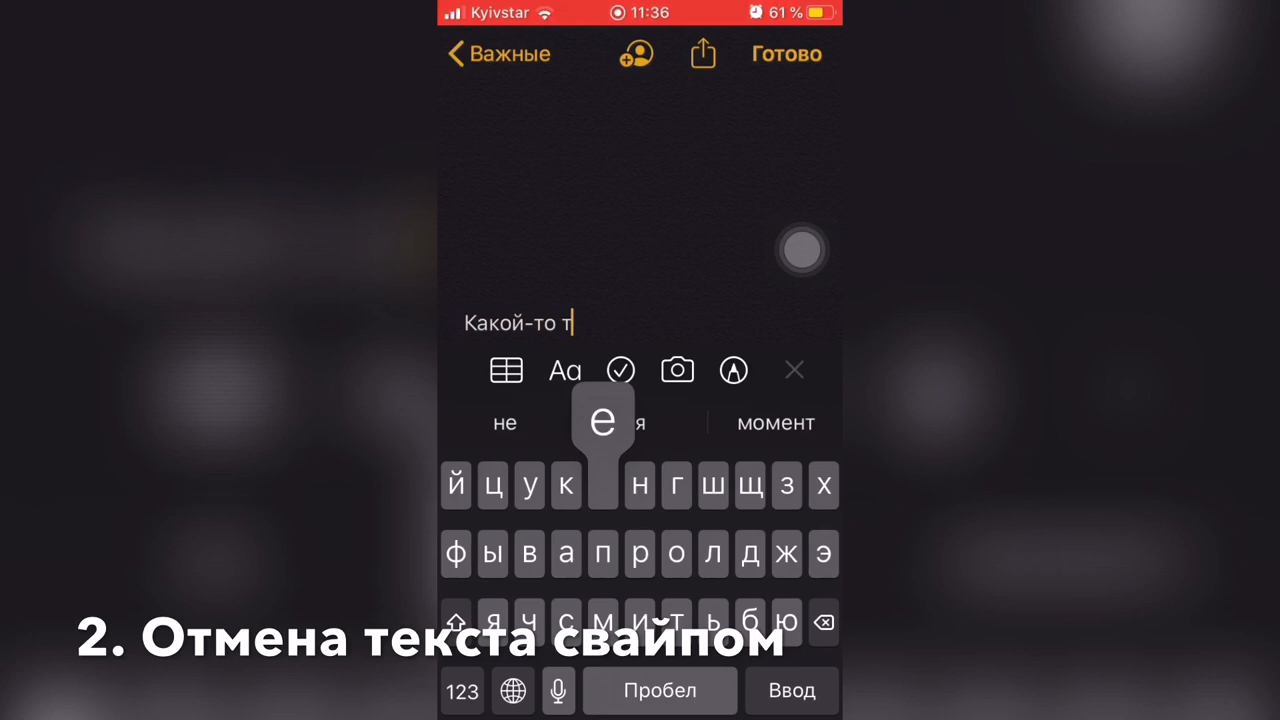 Kyivstar 11:36 61 %
Важные Готово
Какой-то т
Aa
е
не я момент
й ц у к н г ш щ з х
ф ы в а п р о л д ж э
я ч с м и т ь б ю
2. Отмена текста свайпом
123 Пробел Ввод